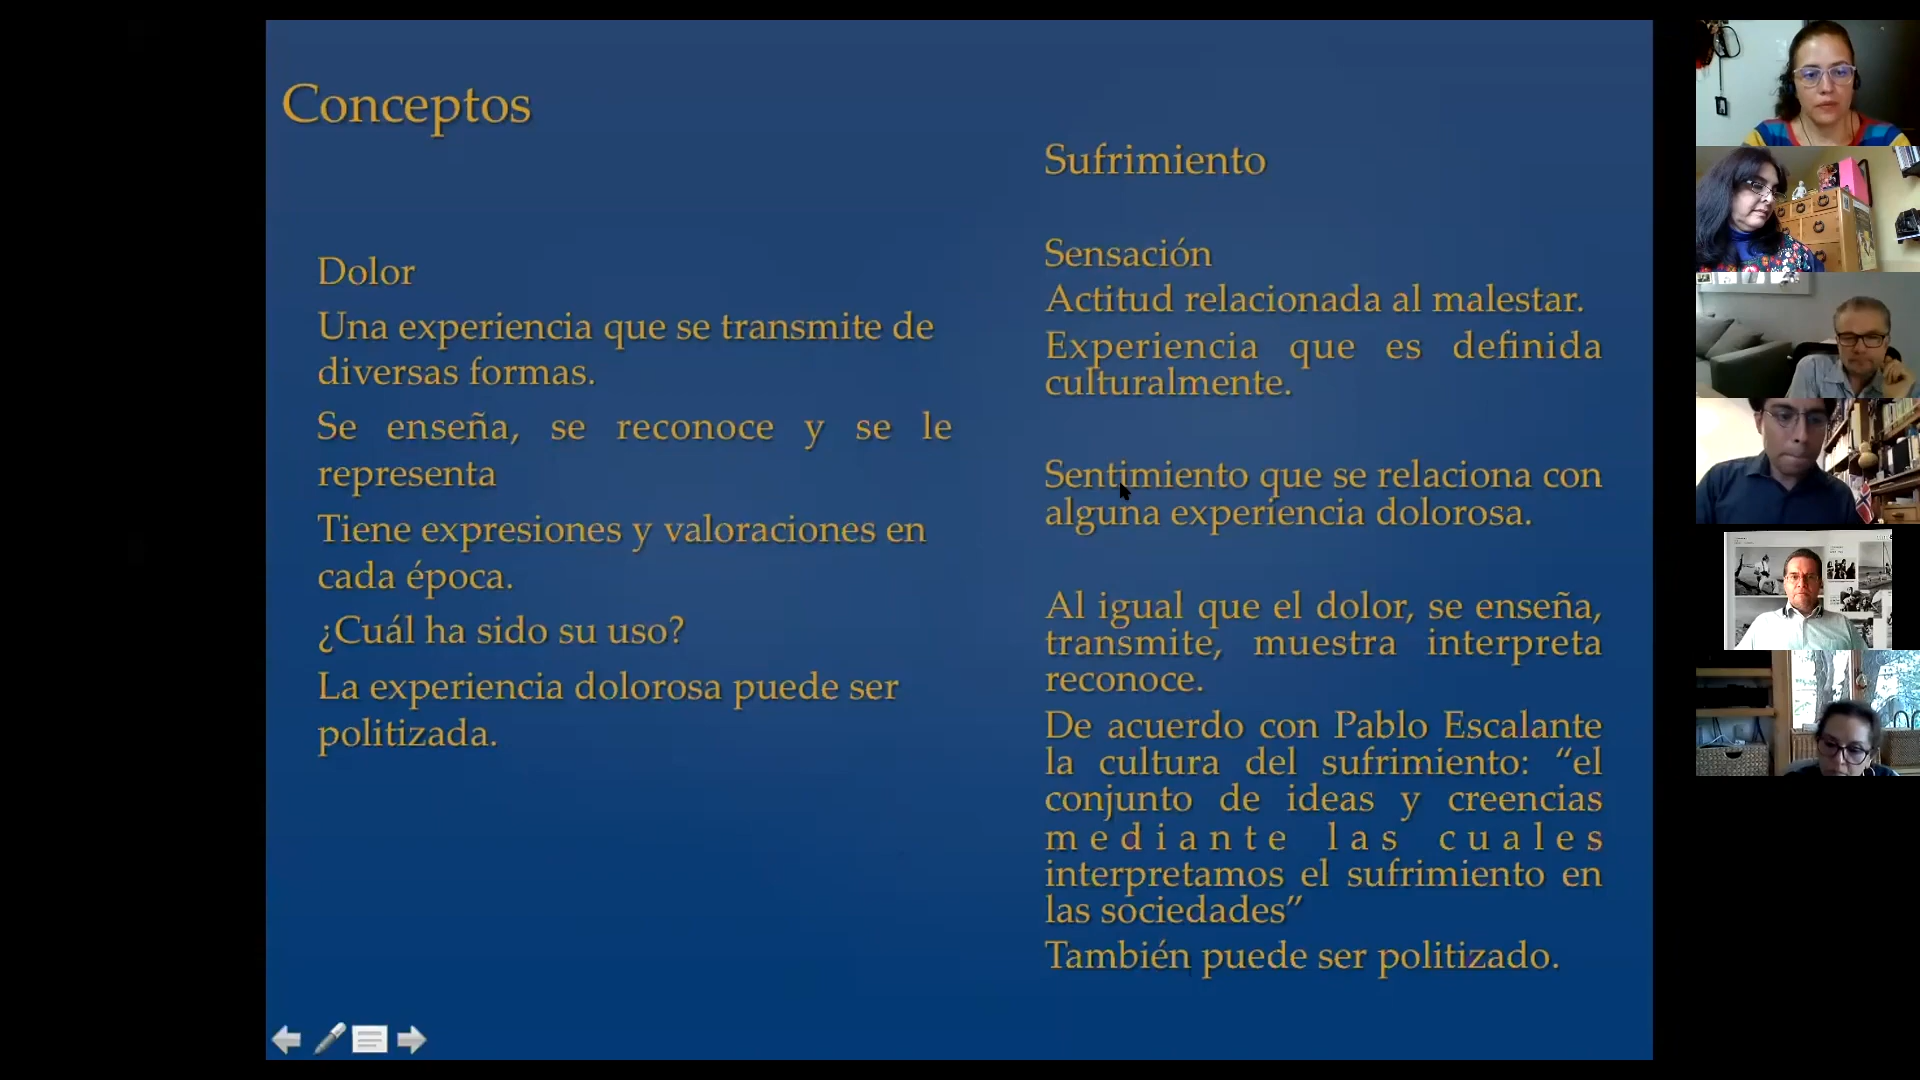 Conceptos
Dolor
Una experiencia que se transmite de
diversas formas.
Se enseña, se reconoce y se le
representa
Tiene expresiones y valoraciones en
cada época.
¿Cuál ha sido su uso?
La experiencia dolorosa puede ser
politizada.
Sufrimiento
Sensación
Actitud relacionada al malestar.
Experiencia que es definida
culturalmente.
Sentimiento que se relaciona con
alguna experiencia dolorosa.
Al igual que el dolor, se enseña,
transmite, muestra interpreta
reconoce.
De acuerdo con Pablo Escalante
la cultura del sufrimiento: “el
conjunto de ideas y creencias
mediante las cuales
interpretamos el sufrimiento en
las sociedades”
También puede ser politizado.